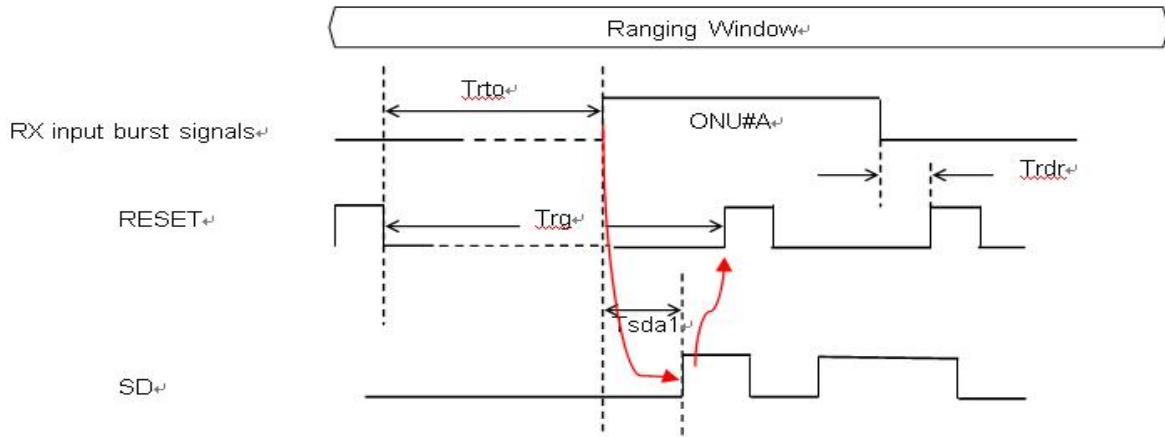 Ranging Window↵
Trto↵
RX input burst signals↵
ONU#A↵
Trdr↵
RESET↵
Trg↵
Tsda1↵
SD↵